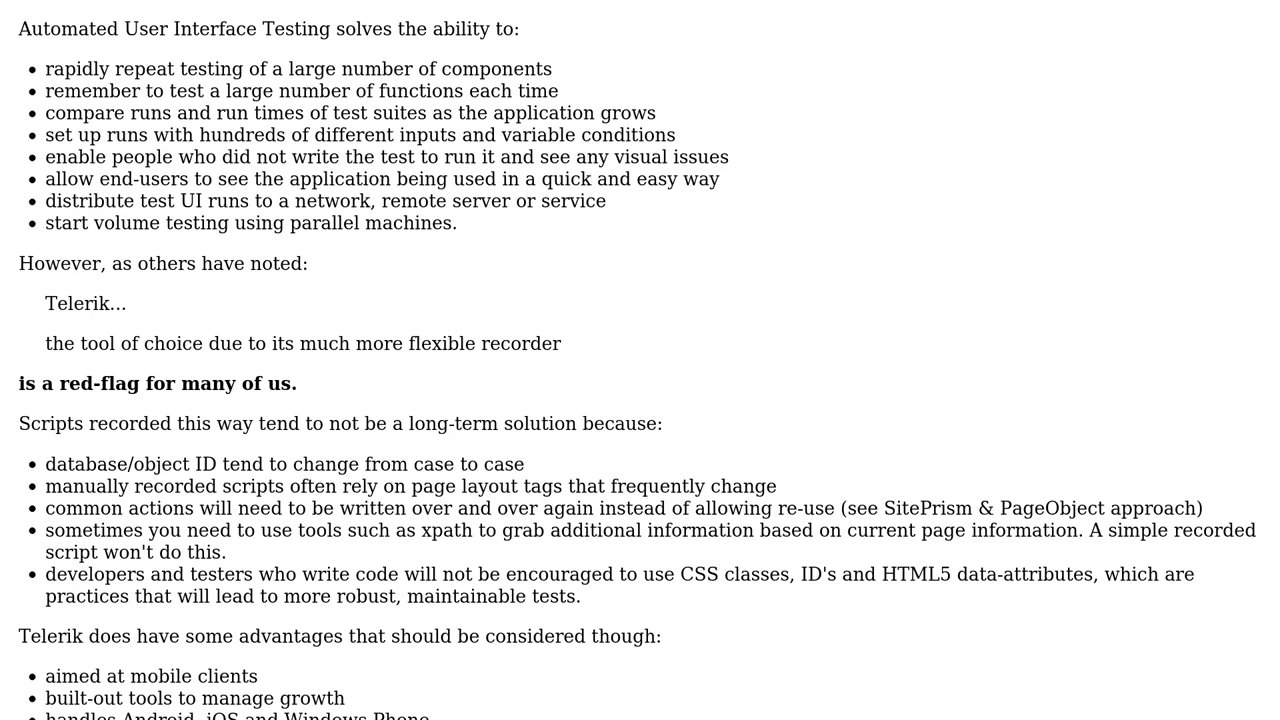 Automated User Interface Testing solves the ability to:
rapidly repeat testing of a large number of components
remember to test a large number of functions each time
compare runs and run times of test suites as the application grows
set up runs with hundreds of different inputs and variable conditions
enable people who did not write the test to run it and see any visual issues
allow end-users to see the application being used in a quick and easy way
distribute test UI runs to a network, remote server or service
start volume testing using parallel machines.
However, as others have noted:
Telerik...
the tool of choice due to its much more flexible recorder
is a red-flag for many of us.
Scripts recorded this way tend to not be a long-term solution because:
database/object ID tend to change from case to case
manually recorded scripts often rely on page layout tags that frequently change
common actions will need to be written over and over again instead of allowing re-use (see SitePrism & PageObject approach)
sometimes you need to use tools such as xpath to grab additional information based on current page information. A simple recorded
script won't do this.
developers and testers who write code will not be encouraged to use CSS classes, ID's and HTML5 data-attributes, which are
practices that will lead to more robust, maintainable tests.
Telerik does have some advantages that should be considered though:
aimed at mobile clients
built-out tools to manage growth
handles Android, iOS and Windows Phone